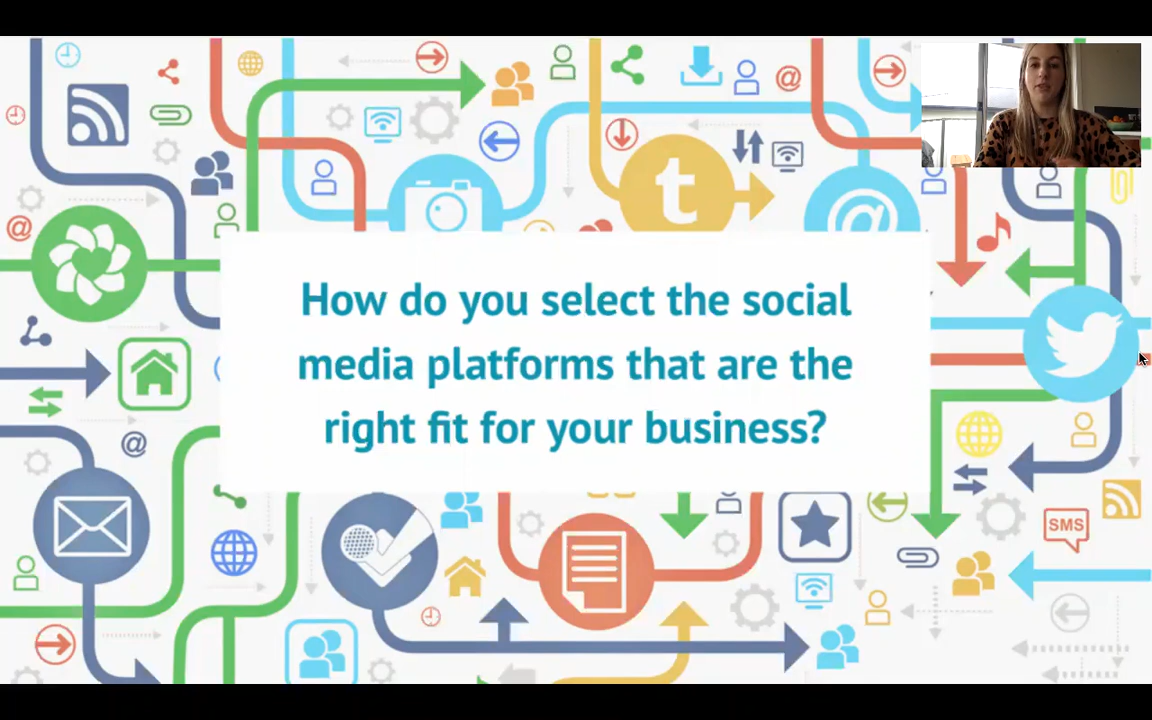 t
@
@
@
@
How do you select the social
media platforms that are the
right fit for your business?
@
SMS